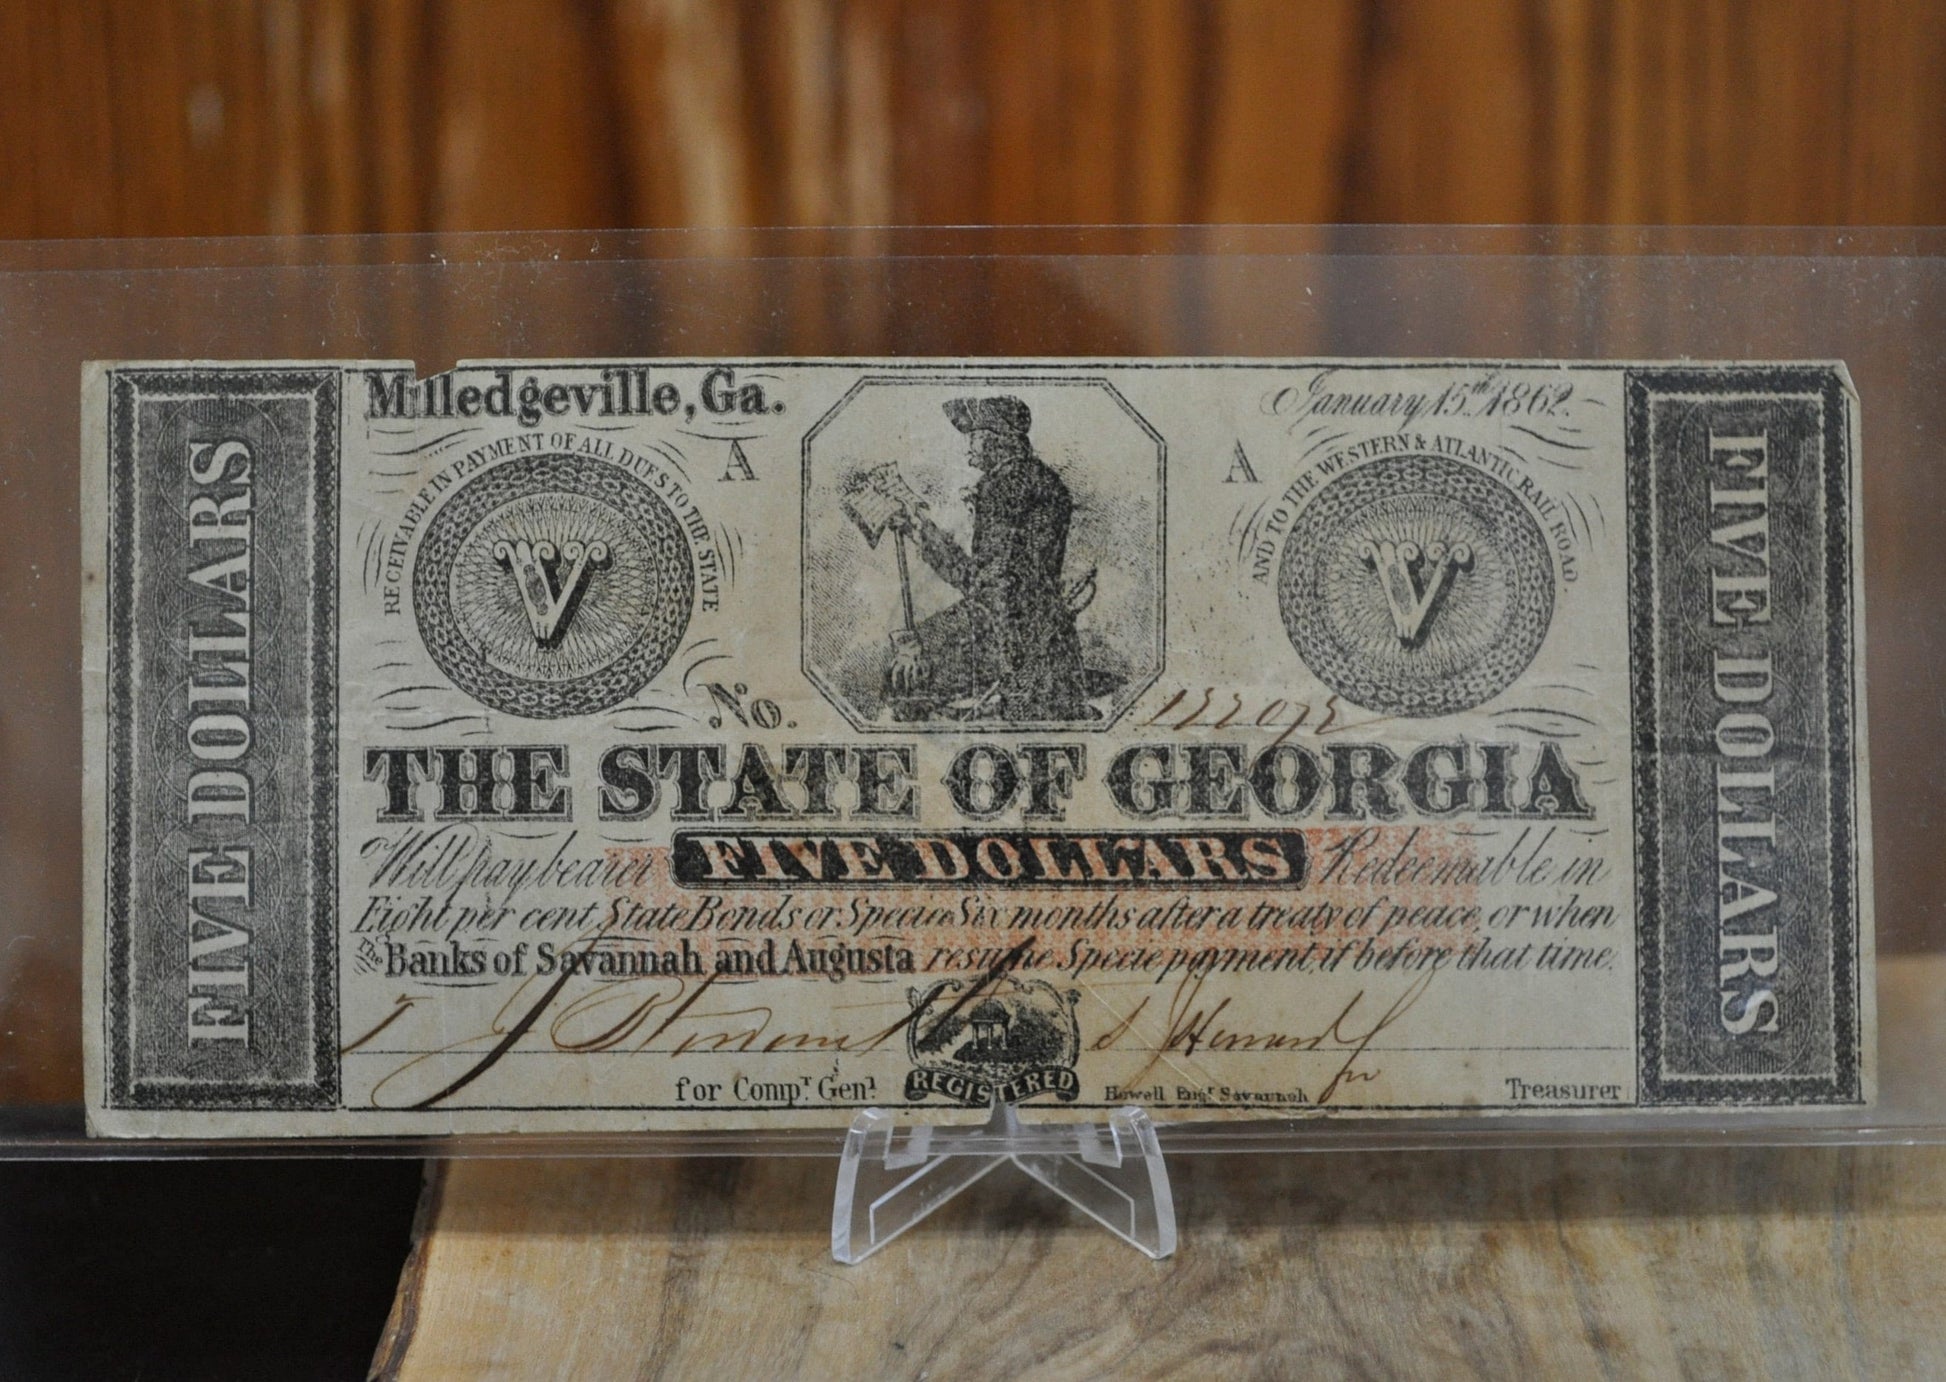 Milledgeville, Ga.
January 15th 1862
A
A
RECEIVABLE IN PAYMENT OF ALL DUES TO THE STATE
AND TO THE WESTERN & ATLANTIC RAIL ROAD.
V
V
FIVE DOLLARS
FIVE DOLLARS
No.
THE STATE OF GEORGIA
Will pay bearer FIVE DOLLARS Redeemable in
Eight per cent State Bonds or Specie Six months after a treaty of peace, or when
The Banks of Savannah and Augusta resume Specie payment, if before that time.
for Compt. Genl.
REGISTERED
Howell Engr. Savannah
Treasurer